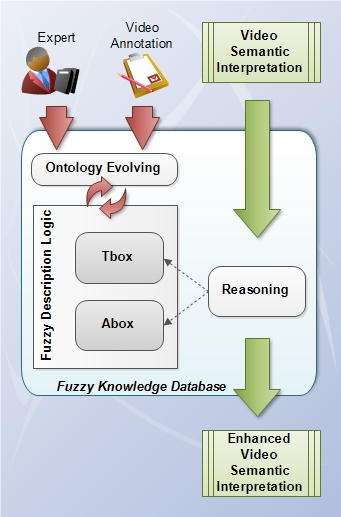 Expert
Video
Annotation
Video
Semantic
Interpretation
Ontology Evolving
Fuzzy Description Logic
Tbox
Abox
Reasoning
Fuzzy Knowledge Database
Enhanced
Video
Semantic
Interpretation